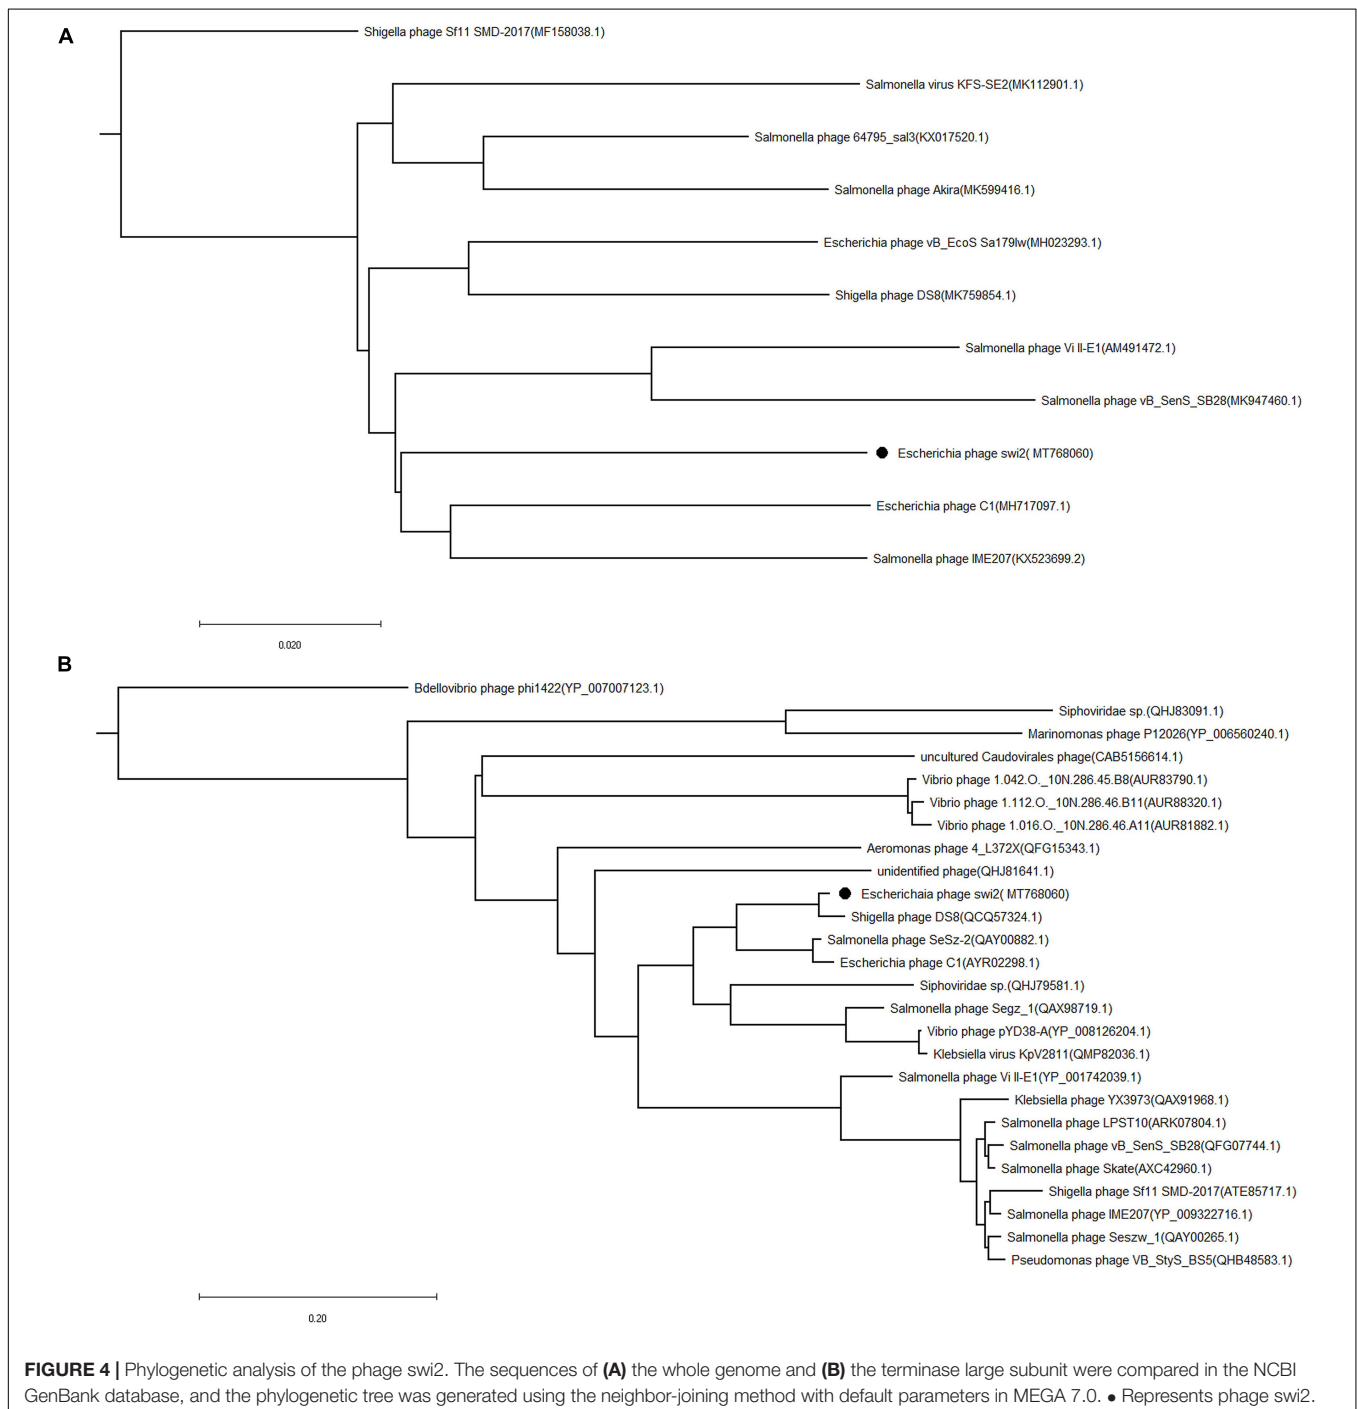 A
Shigella phage Sf11 SMD-2017(MF158038.1)
Salmonella virus KFS-SE2(MK112901.1)
Salmonella phage 64795_sal3(KX017520.1)
Salmonella phage Akira(MK599416.1)
Escherichia phage vB_EcoS Sa179lw(MH023293.1)
Shigella phage DS8(MK759854.1)
Salmonella phage Vi II-E1(AM491472.1)
Salmonella phage vB_SenS_SB28(MK947460.1)
Escherichia phage swi2( MT768060)
Escherichia phage C1(MH717097.1)
Salmonella phage IME207(KX523699.2)
0.020
B
Bdellovibrio phage phi1422(YP_007007123.1)
Siphoviridae sp.(QHJ83091.1)
Marinomonas phage P12026(YP_006560240.1)
uncultured Caudovirales phage(CAB5156614.1)
Vibrio phage 1.042.O._10N.286.45.B8(AUR83790.1)
Vibrio phage 1.112.O._10N.286.46.B11(AUR88320.1)
Vibrio phage 1.016.O._10N.286.46.A11(AUR81882.1)
Aeromonas phage 4_L372X(QFG15343.1)
unidentified phage(QHJ81641.1)
Escherichaia phage swi2( MT768060)
Shigella phage DS8(QCQ57324.1)
Salmonella phage SeSz-2(QAY00882.1)
Escherichia phage C1(AYR02298.1)
Siphoviridae sp.(QHJ79581.1)
Salmonella phage Segz_1(QAX98719.1)
Vibrio phage pYD38-A(YP_008126204.1)
Klebsiella virus KpV2811(QMP82036.1)
Salmonella phage Vi II-E1(YP_001742039.1)
Klebsiella phage YX3973(QAX91968.1)
Salmonella phage LPST10(ARK07804.1)
Salmonella phage vB_SenS_SB28(QFG07744.1)
Salmonella phage Skate(AXC42960.1)
Shigella phage Sf11 SMD-2017(ATE85717.1)
Salmonella phage IME207(YP_009322716.1)
Salmonella phage Seszw_1(QAY00265.1)
Pseudomonas phage VB_StyS_BS5(QHB48583.1)
0.20
FIGURE 4 | Phylogenetic analysis of the phage swi2. The sequences of (A) the whole genome and (B) the terminase large subunit were compared in the NCBI
GenBank database, and the phylogenetic tree was generated using the neighbor-joining method with default parameters in MEGA 7.0. ● Represents phage swi2.